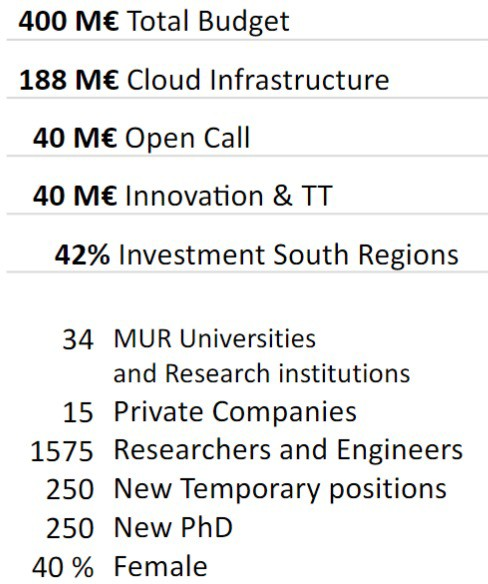 400 M€ Total Budget
188 M€ Cloud Infrastructure
40 M€ Open Call
40 M€ Innovation & TT
42% Investment South Regions
34 MUR Universities
and Research institutions
15 Private Companies
1575 Researchers and Engineers
250 New Temporary positions
250 New PhD
40 % Female